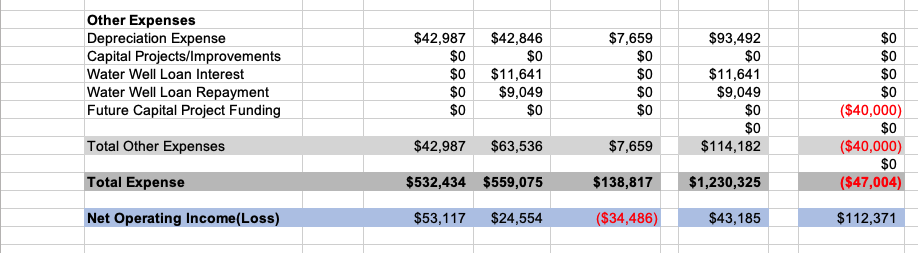 Other Expenses
Depreciation Expense $42,987 $42,846 $7,659 $93,492 $0
Capital Projects/Improvements $0 $0 $0 $0 $0
Water Well Loan Interest $0 $11,641 $0 $11,641 $0
Water Well Loan Repayment $0 $9,049 $0 $9,049 $0
Future Capital Project Funding $0 $0 $0 $0 ($40,000)
$0 $0
Total Other Expenses $42,987 $63,536 $7,659 $114,182 ($40,000)
$0
Total Expense $532,434 $559,075 $138,817 $1,230,325 ($47,004)
Net Operating Income(Loss) $53,117 $24,554 ($34,486) $43,185 $112,371